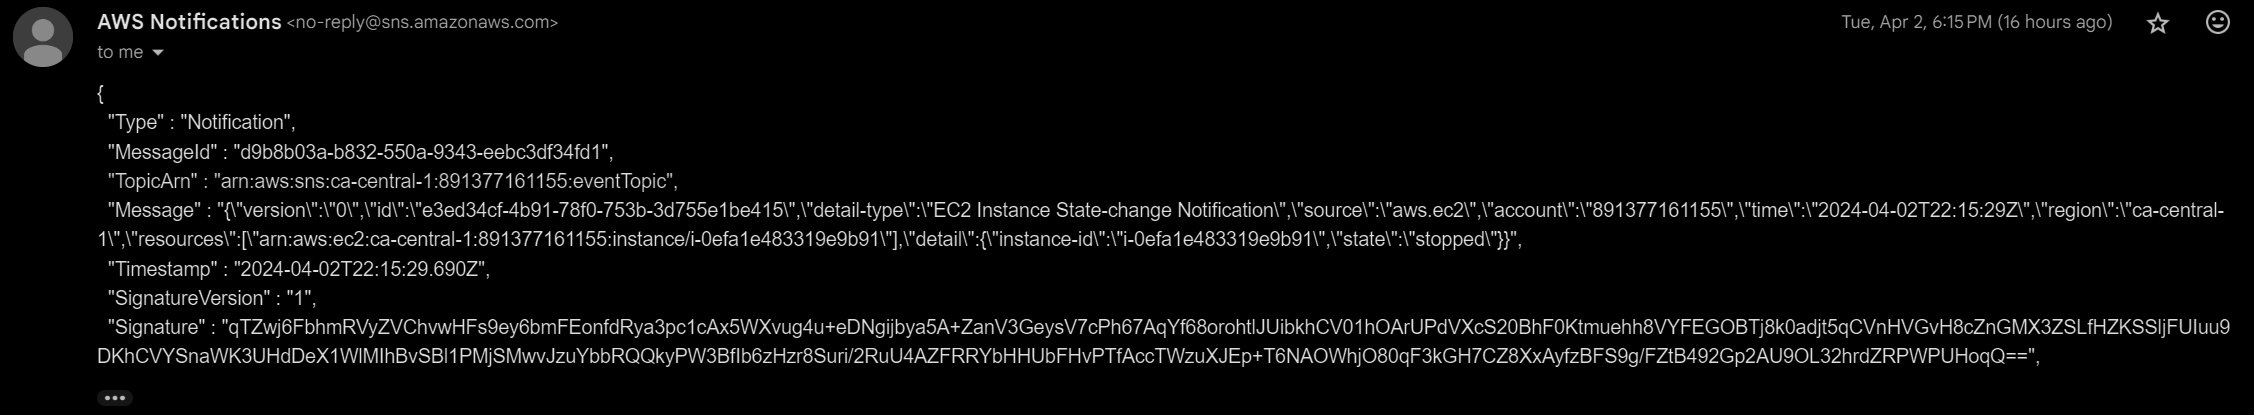 AWS Notifications <no-reply@sns.amazonaws.com>
Tue, Apr 2, 6:15 PM (16 hours ago)
to me
{
"Type" : "Notification",
"MessageId" : "d9b8b03a-b832-550a-9343-eebc3df34fd1",
"TopicArn" : "arn:aws:sns:ca-central-1:891377161155:eventTopic",
"Message" : "{\"version\":\"0\",\"id\":\"e3ed34cf-4b91-78f0-753b-3d755e1be415\",\"detail-type\":\"EC2 Instance State-change Notification\",\"source\":\"aws.ec2\",\"account\":\"891377161155\",\"time\":\"2024-04-02T22:15:29Z\",\"region\":\"ca-central-
1\",\"resources\":[\"arn:aws:ec2:ca-central-1:891377161155:instance/i-0efa1e483319e9b91\"],\"detail\":{\"instance-id\":\"i-0efa1e483319e9b91\",\"state\":\"stopped\"}}",
"Timestamp" : "2024-04-02T22:15:29.690Z",
"SignatureVersion" : "1",
"Signature" : "qTZwj6FbhmRVyZVChvwHFs9ey6bmFEonfdRya3pc1cAx5WXvug4u+eDNgijbya5A+ZanV3GeysV7cPh67AqYf68orohtlJUibkhCV01hOArUPdVXcS20BhF0Ktmuehh8VYFEGOBTj8k0adjt5qCVnHVGvH8cZnGMX3ZSLfHZKSSljFUIuu9
DKhCVYSnaWK3UHdDeX1WlMIhBvSBl1PMjSMwvJzuYbbRQQkyPW3BfIb6zHzr8Suri/2RuU4AZFRRYbHHUbFHvPTfAccTWzuXJEp+T6NAOWhjO80qF3kGH7CZ8XxAyfzBFS9g/FZtB492Gp2AU9OL32hrdZRPWPUHoqQ==",